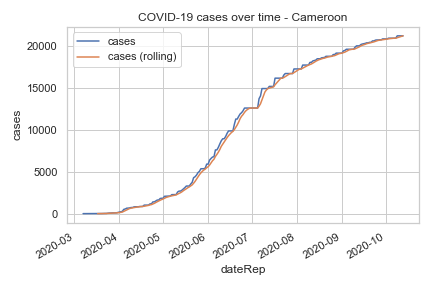 COVID-19 cases over time - Cameroon
cases
cases (rolling)
20000
15000
10000
5000
0
cases
2020-03
2020-04
2020-05
2020-06
2020-07
2020-08
2020-09
2020-10
dateRep